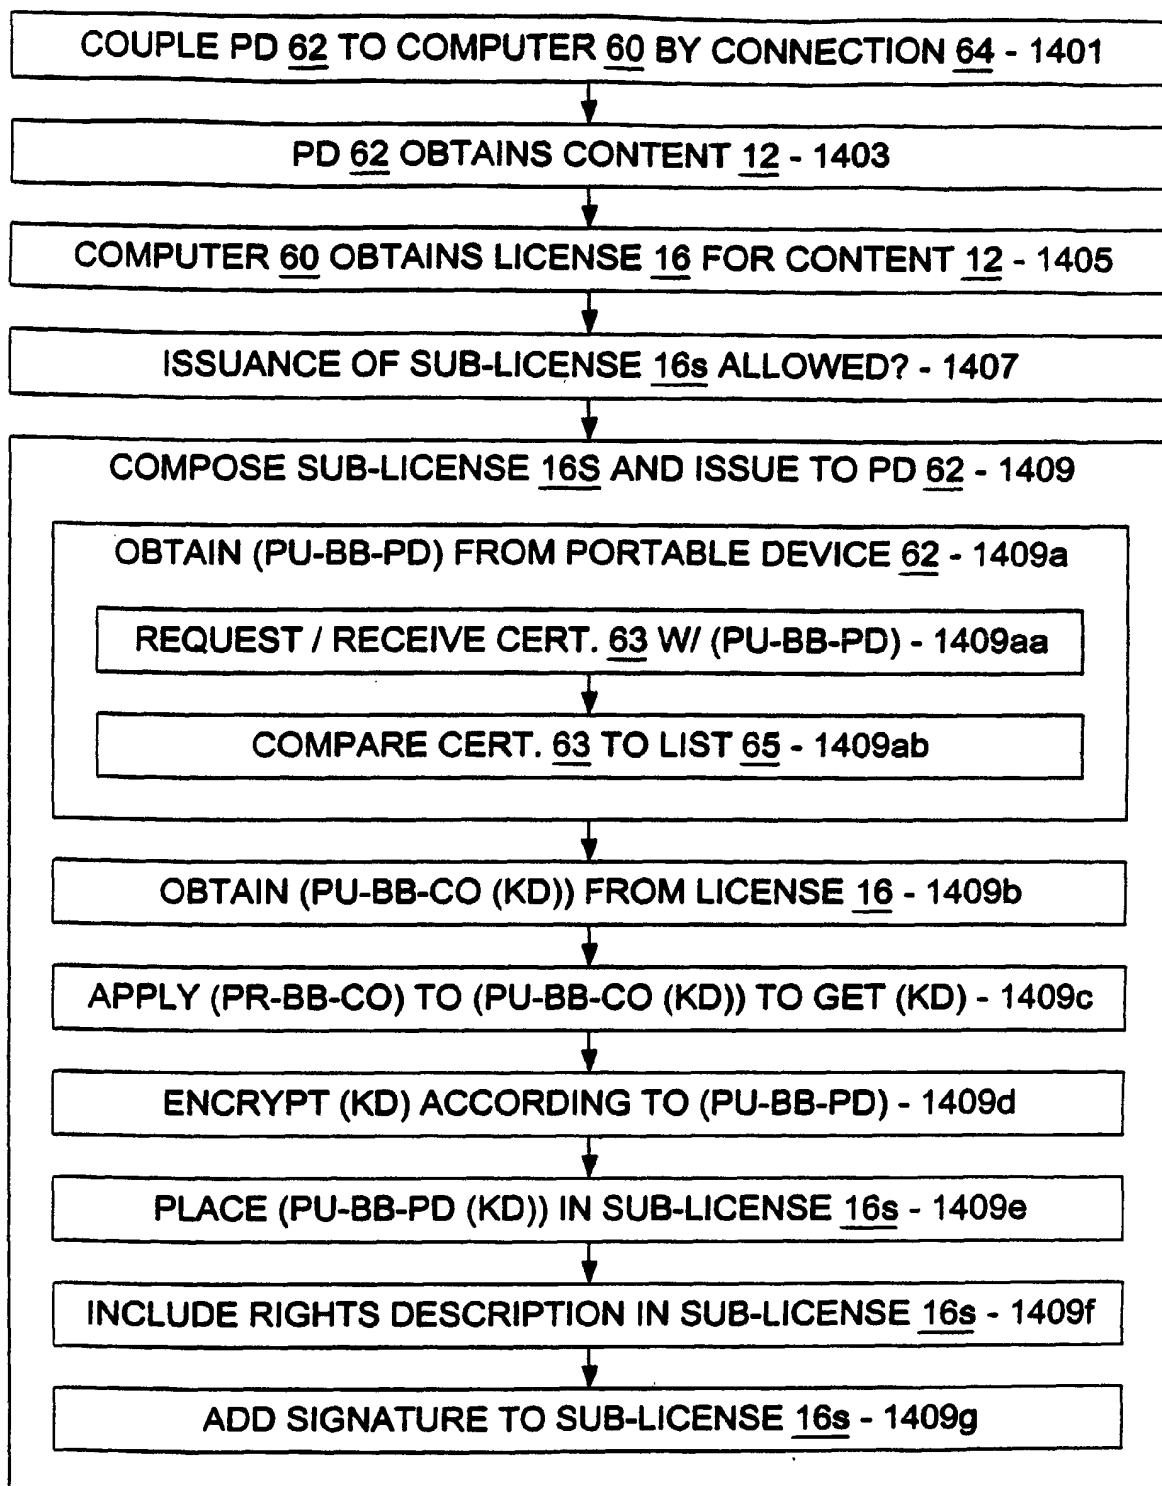 COUPLE PD 62 TO COMPUTER 60 BY CONNECTION 64 - 1401
PD 62 OBTAINS CONTENT 12 - 1403
COMPUTER 60 OBTAINS LICENSE 16 FOR CONTENT 12 - 1405
ISSUANCE OF SUB-LICENSE 16s ALLOWED? - 1407
COMPOSE SUB-LICENSE 16S AND ISSUE TO PD 62 - 1409
OBTAIN (PU-BB-PD) FROM PORTABLE DEVICE 62 - 1409a
REQUEST / RECEIVE CERT. 63 W/ (PU-BB-PD) - 1409aa
COMPARE CERT. 63 TO LIST 65 - 1409ab
OBTAIN (PU-BB-CO (KD)) FROM LICENSE 16 - 1409b
APPLY (PR-BB-CO) TO (PU-BB-CO (KD)) TO GET (KD) - 1409c
ENCRYPT (KD) ACCORDING TO (PU-BB-PD) - 1409d
PLACE (PU-BB-PD (KD)) IN SUB-LICENSE 16s - 1409e
INCLUDE RIGHTS DESCRIPTION IN SUB-LICENSE 16s - 1409f
ADD SIGNATURE TO SUB-LICENSE 16s - 1409g